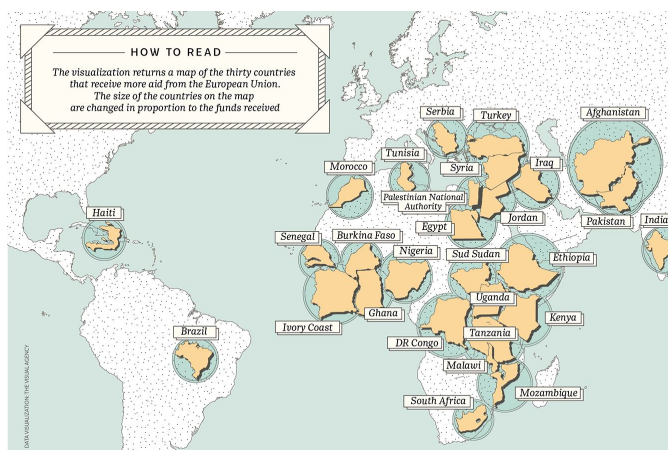 HOW TO READ
The visualization returns a map of the thirty countries
that receive more aid from the European Union.
The size of the countries on the map
are changed in proportion to the funds received
Serbia
Turkey
Afghanistan
Tunisia
Morocco
Syria
Iraq
Palestinian National
Authority
Haiti
Jordan
Pakistan
India
Egypt
Senegal
Burkina Faso
Nigeria
Sud Sudan
Ethiopia
Uganda
Ghana
Kenya
Ivory Coast
Brazil
Tanzania
DR Congo
Malawi
Mozambique
South Africa
DATA VISUALIZATION: THE VISUAL AGENCY